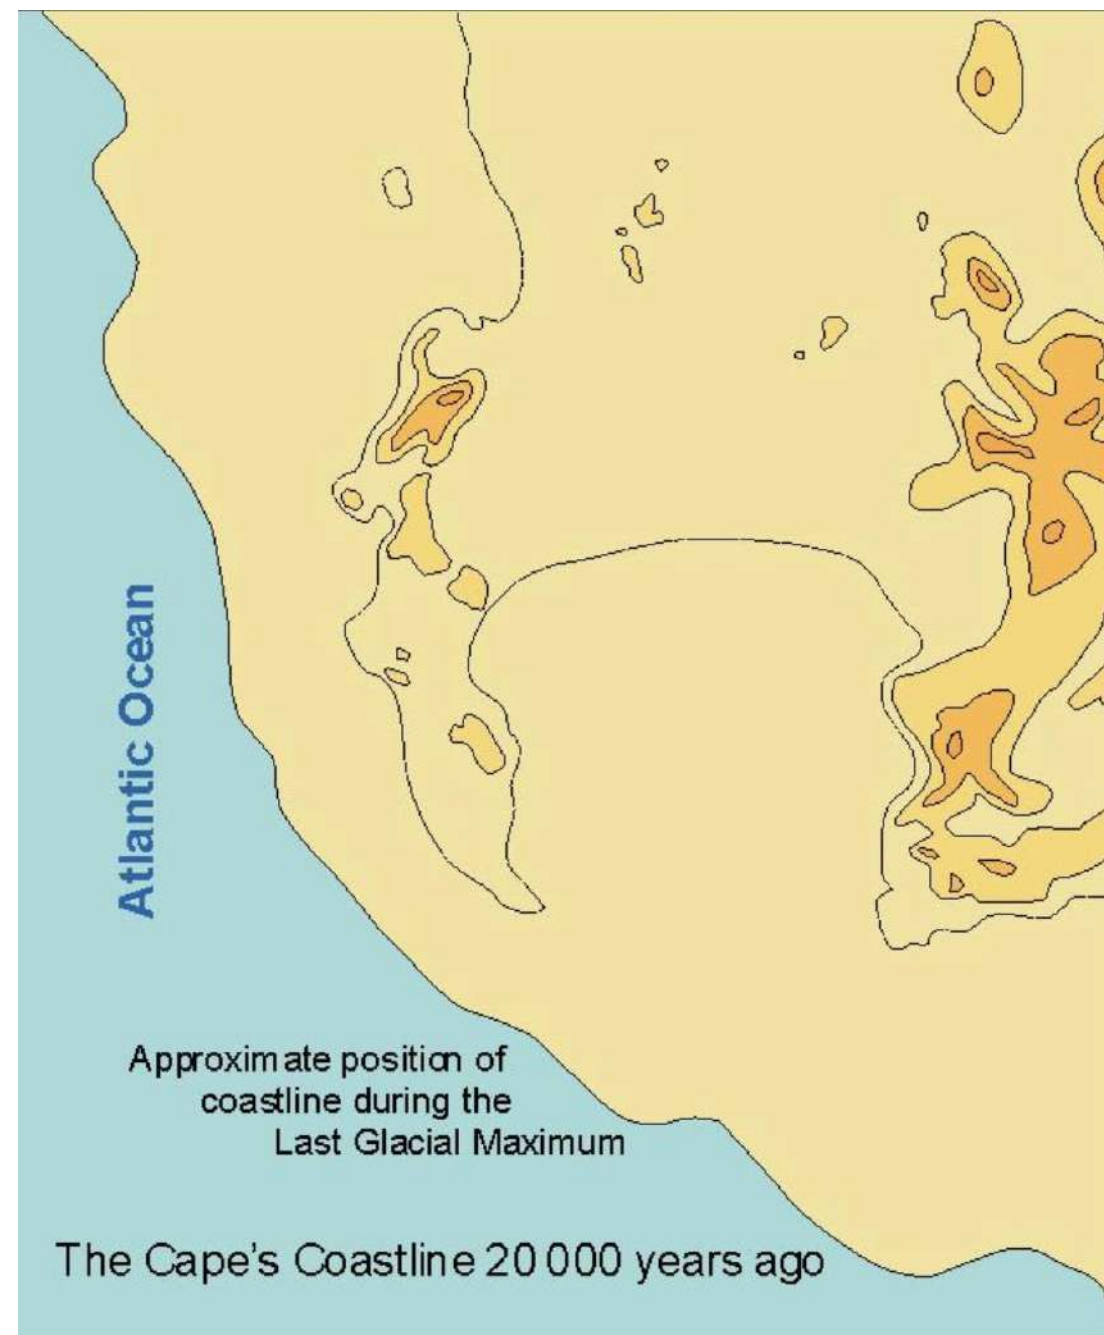 Atlantic Ocean
Approximate position of
coastline during the
Last Glacial Maximum
The Cape's Coastline 20 000 years ago